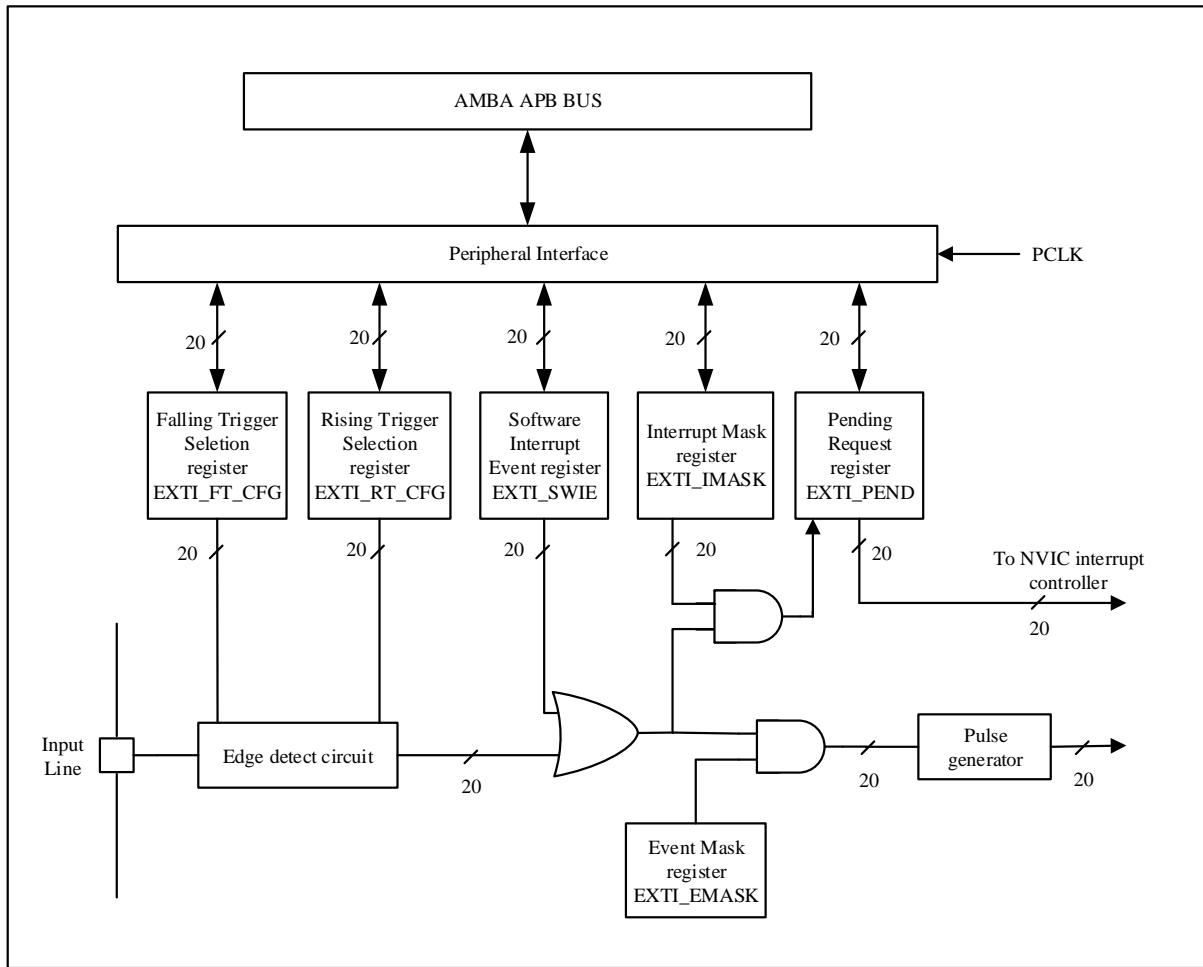 AMBA APB BUS
Peripheral Interface
PCLK
20
20
20
20
20
Falling Trigger
Seletion
register
EXTI_FT_CFG
Rising Trigger
Selection
register
EXTI_RT_CFG
Software
Interrupt
Event register
EXTI_SWIE
Interrupt Mask
register
EXTI_IMASK
Pending
Request
register
EXTI_PEND
20
20
20
20
20
To NVIC interrupt
controller
20
Input
Line
Edge detect circuit
20
20
Pulse
generator
20
Event Mask
register
EXTI_EMASK